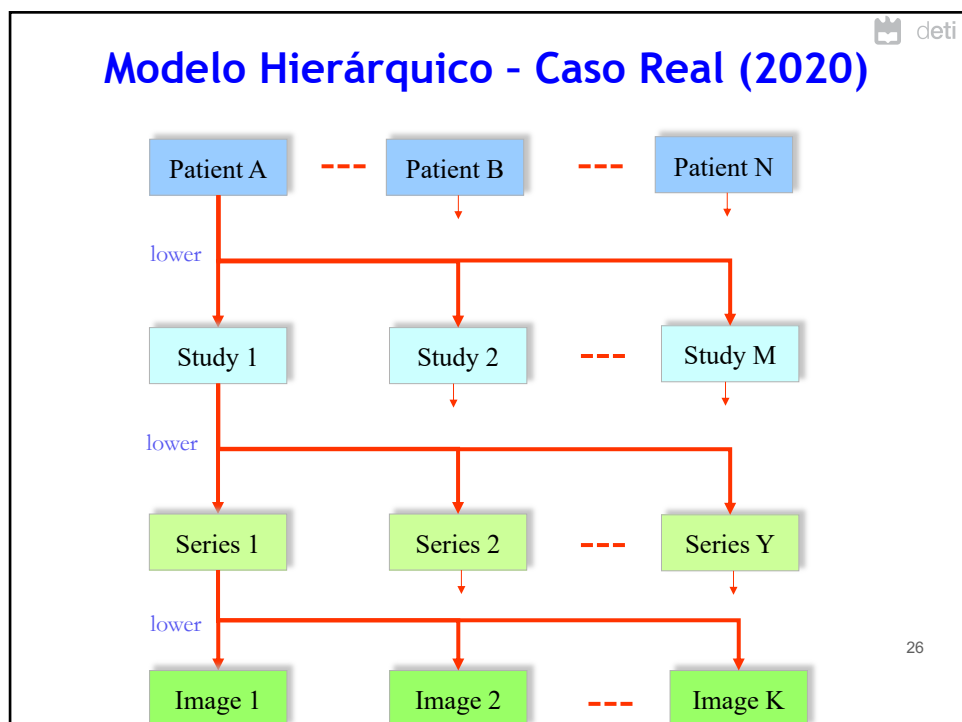 deti
Modelo Hierárquico - Caso Real (2020)
Patient A --- Patient B --- Patient N
lower
Study 1 Study 2 --- Study M
lower
Series 1 Series 2 --- Series Y
lower
26
Image 1 Image 2 --- Image K